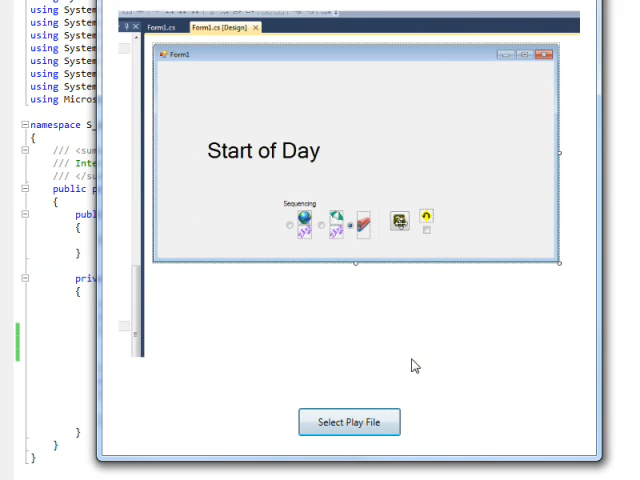 using System
Form1.cs
Form1.cs [Design]
using System
using System
using System
using System
Form1
using System
using System
using Micros
namespace S_
{
/// <sum
Start of Day
/// Inte
/// </su
public p
{
Sequencing
publ
{
}
priv
{
Select Play File
}
}
}